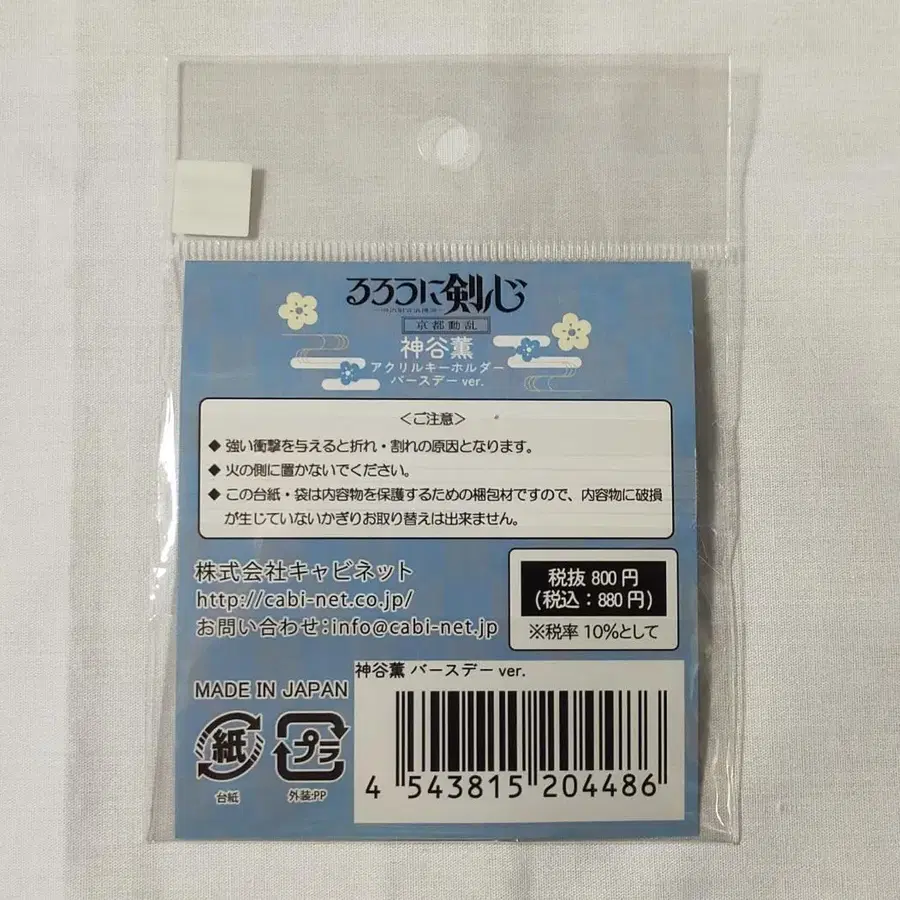 るろうに剣心
─明治剣客浪漫譚─
京都動乱
神谷薫
アクリルキーホルダー
バースデー ver.
＜ご注意＞
◆ 強い衝撃を与えると折れ・割れの原因となります。
◆ 火の側に置かないでください。
◆ この台紙・袋は内容物を保護するための梱包材ですので、内容物に破損
が生じていないかぎりお取り替えは出来ません。
株式会社キャビネット
http://cabi-net.co.jp/
お問い合わせ:info@cabi-net.jp
税抜 800 円
(税込：880 円)
※税率 10%として
MADE IN JAPAN
紙
台紙
プラ
外装:PP
神谷薫 バースデー ver.
4 543815 204486